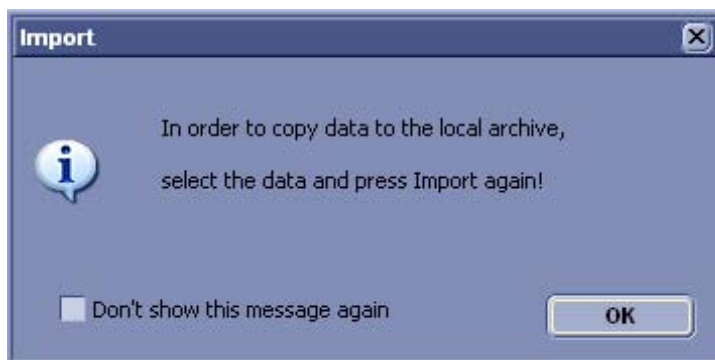 Import
In order to copy data to the local archive,
select the data and press Import again!
Don't show this message again
OK